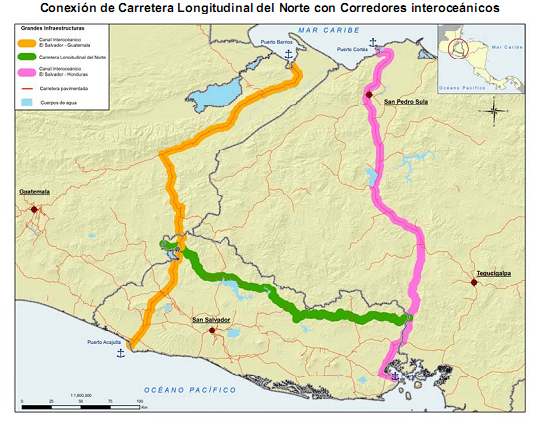 Conexión de Carretera Longitudinal del Norte con Corredores interoceánicos
Grandes Infraestructuras
Canal Interoceánico
El Salvador - Guatemala
Carretera Longitudinal del Norte
Canal Interoceánico
El Salvador - Honduras
Carretera pavimentada
Cuerpos de agua
MAR CARIBE
Puerto Barrios
Puerto Cortés
Mar Caribe
Océano Pacífico
San Pedro Sula
Guatemala
Tegucigalpa
San Salvador
Puerto Acajutla
OCÉANO PACÍFICO
1:1,600,000
0 25 50 100
Km